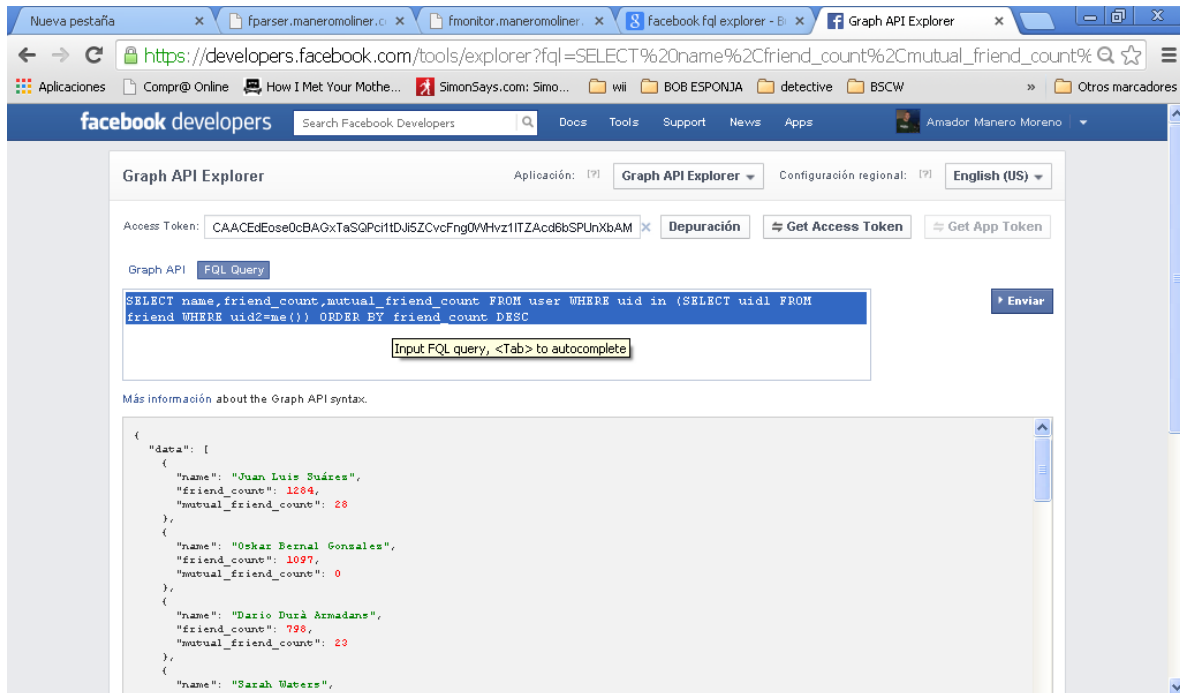 Nueva pestaña
fparser.maneromoliner.c
fmonitor.maneromoliner.
facebook fql explorer - B
Graph API Explorer
https://developers.facebook.com/tools/explorer?fql=SELECT%20name%2Cfriend_count%2Cmutual_friend_count%
Aplicaciones Compr@ Online How I Met Your Mothe... SimonSays.com: Simo... wii BOB ESPONJA detective BSCW » Otros marcadores
facebook developers Search Facebook Developers Docs Tools Support News Apps Amador Manero Moreno
Graph API Explorer Aplicación: [?] Graph API Explorer Configuración regional: [?] English (US)
Access Token: CAACEdEose0cBAGxTaSQPci1tDJi5ZCvcFng0WHvz1ITZAcd6bSPUnXbAM Depuración Get Access Token Get App Token
Graph API FQL Query
SELECT name,friend_count,mutual_friend_count FROM user WHERE uid in (SELECT uid1 FROM
friend WHERE uid2=me()) ORDER BY friend_count DESC
Enviar
Input FQL query, <Tab> to autocomplete
Más información about the Graph API syntax.
{
"data": [
{
"name": "Juan Luis Suárez",
"friend_count": 1284,
"mutual_friend_count": 28
},
{
"name": "Oskar Bernal Gonzales",
"friend_count": 1097,
"mutual_friend_count": 0
},
{
"name": "Dario Durà Armadans",
"friend_count": 798,
"mutual_friend_count": 23
},
{
"name": "Sarah Waters",